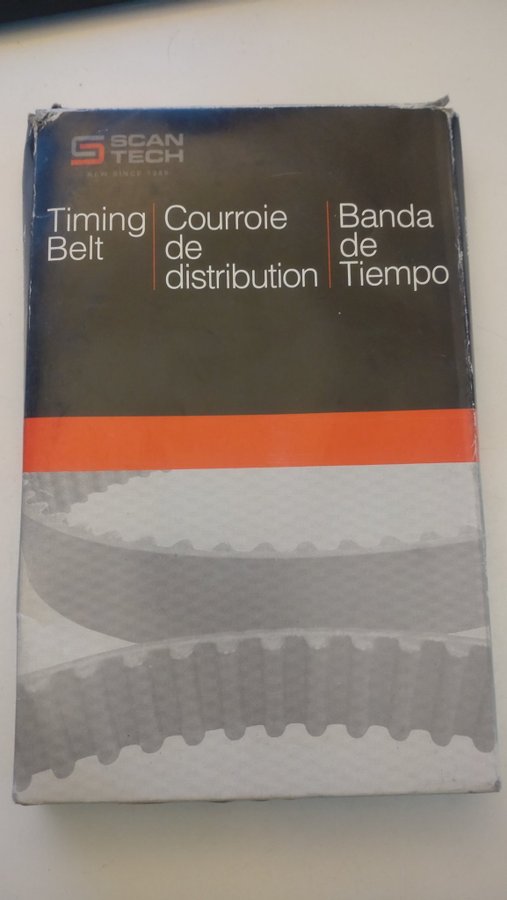 SCAN
TECH
Timing
Belt
Courroie
de
distribution
Banda
de
Tiempo